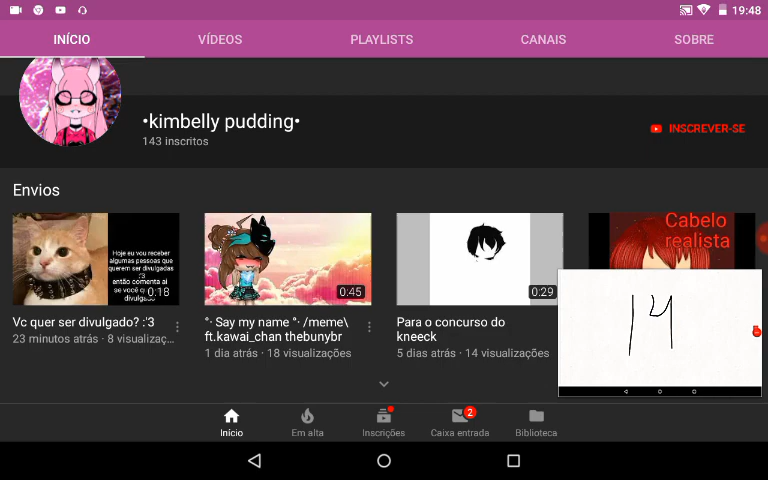 19:48
INÍCIO VÍDEOS PLAYLISTS CANAIS SOBRE
•kimbelly pudding•
143 inscritos
INSCREVER-SE
Envios
Hoje eu vou receber
algumas pessoas que
querem ser divulgadas
:'3
então comenta ai
se você q
divulga
0:18
0:45
0:29
Cabelo
realista
Vc quer ser divulgado? :'3
23 minutos atrás · 8 visualizaç...
°· Say my name °· /meme\
ft.kawai_chan thebunybr
1 dia atrás · 18 visualizações
Para o concurso do
kneeck
5 dias atrás · 14 visualizações
14
Início Em alta Inscrições Caixa entrada Biblioteca
2